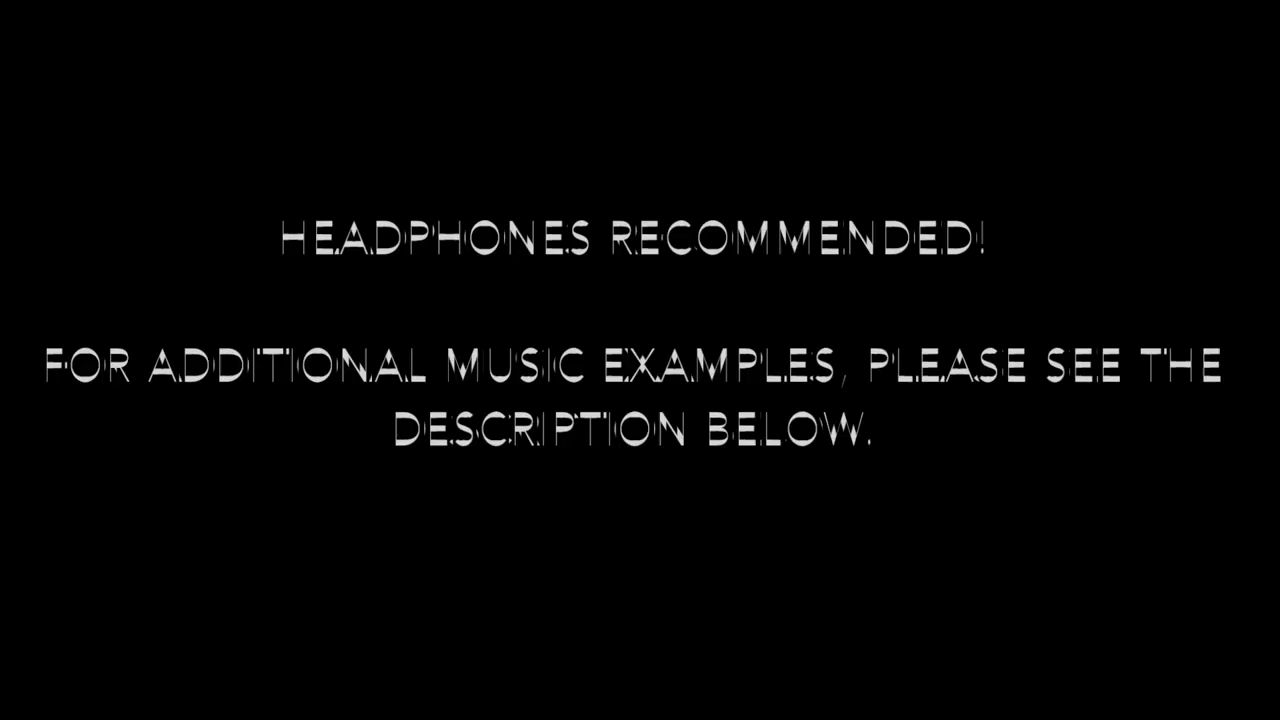 HEADPHONES RECOMMENDED!
FOR ADDITIONAL MUSIC EXAMPLES, PLEASE SEE THE
DESCRIPTION BELOW.